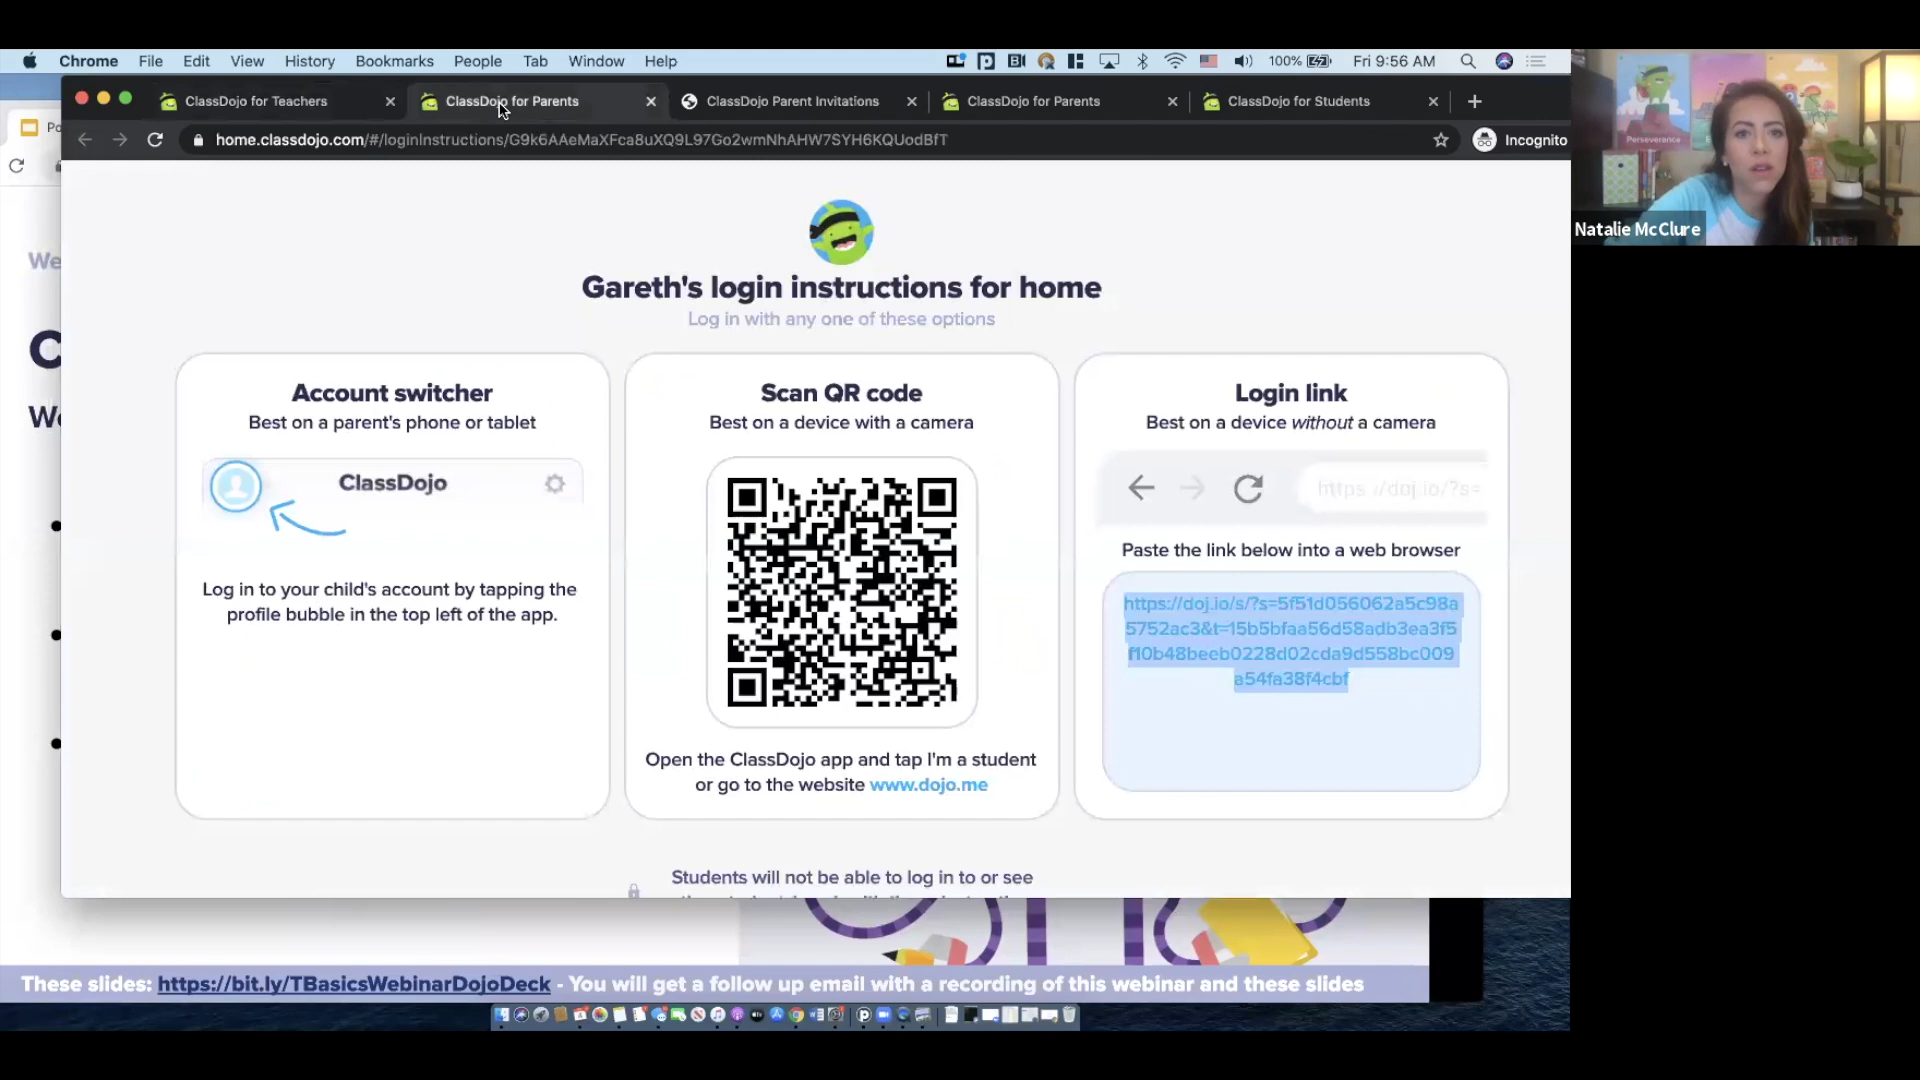 Chrome File Edit View History Bookmarks People Tab Window Help 100% Fri 9:56 AM
ClassDojo for Teachers ClassDojo for Parents ClassDojo Parent Invitations ClassDojo for Parents ClassDojo for Students
home.classdojo.com/#/loginInstructions/G9k6AAeMaXFca8uXQ9L97Go2wmNhAHW7SYH6KQUodBfT Incognito
Perseverance
Natalie McClure
Po
We
C
We
Gareth's login instructions for home
Log in with any one of these options
Account switcher
Best on a parent's phone or tablet
ClassDojo
Log in to your child's account by tapping the
profile bubble in the top left of the app.
Scan QR code
Best on a device with a camera
Open the ClassDojo app and tap I'm a student
or go to the website www.dojo.me
Login link
Best on a device without a camera
https://doj.io/?s=
Paste the link below into a web browser
https://doj.io/s/?s=5f51d056062a5c98a
5752ac3&t=15b5bfaa56d58adb3ea3f5
f10b48beeb0228d02cda9d558bc009
a54fa38f4cbf
Students will not be able to log in to or see
These slides: https://bit.ly/TBasicsWebinarDojoDeck - You will get a follow up email with a recording of this webinar and these slides